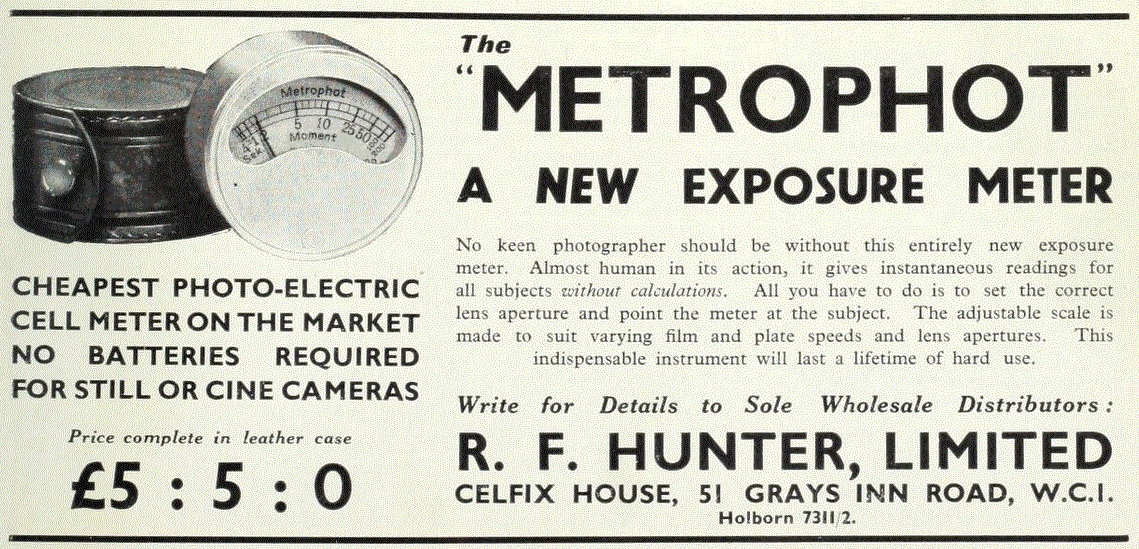 Metrophot
5 10 25 50
Moment
Sek
The
"METROPHOT"
A NEW EXPOSURE METER
No keen photographer should be without this entirely new exposure
meter. Almost human in its action, it gives instantaneous readings for
all subjects without calculations. All you have to do is to set the correct
lens aperture and point the meter at the subject. The adjustable scale is
made to suit varying film and plate speeds and lens apertures. This
indispensable instrument will last a lifetime of hard use.
CHEAPEST PHOTO-ELECTRIC
CELL METER ON THE MARKET
NO BATTERIES REQUIRED
FOR STILL OR CINE CAMERAS
Price complete in leather case
£5 : 5 : 0
Write for Details to Sole Wholesale Distributors:
R. F. HUNTER, LIMITED
CELFIX HOUSE, 51 GRAYS INN ROAD, W.C.I.
Holborn 7311/2.